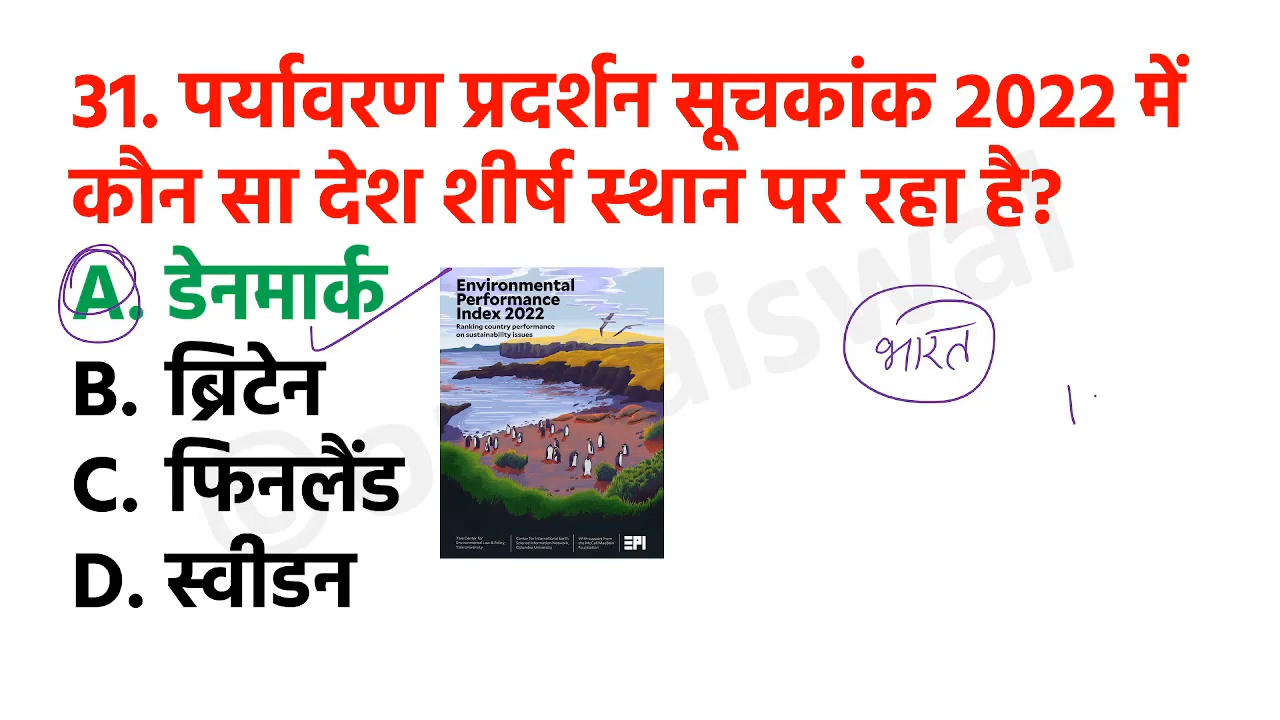 31. पर्यावरण प्रदर्शन सूचकांक 2022 में
कौन सा देश शीर्ष स्थान पर रहा है?
A. डेनमार्क
B. ब्रिटेन
C. फिनलैंड
D. स्वीडन
Environmental
Performance
Index 2022
Ranking country performance
on sustainability issues
Yale Center for
Environmental Law & Policy,
Yale University
Center for International Earth
Science Information Network,
Columbia University
With support from
the McCall MacBain
Foundation
EPI
भारत
1